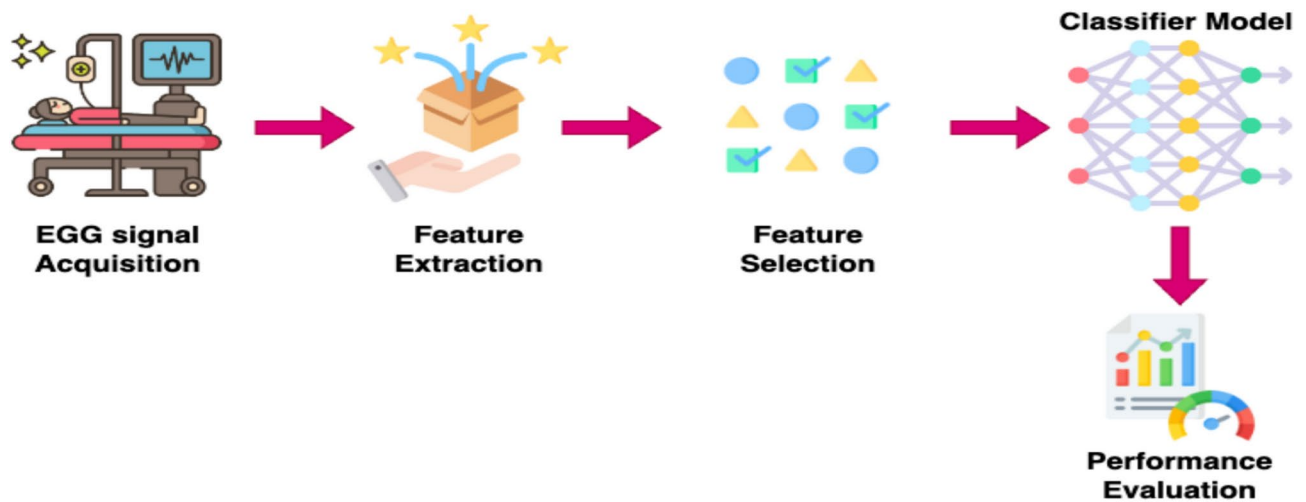 Classifier Model
EGG signal
Acquisition
Feature
Extraction
Feature
Selection
Performance
Evaluation